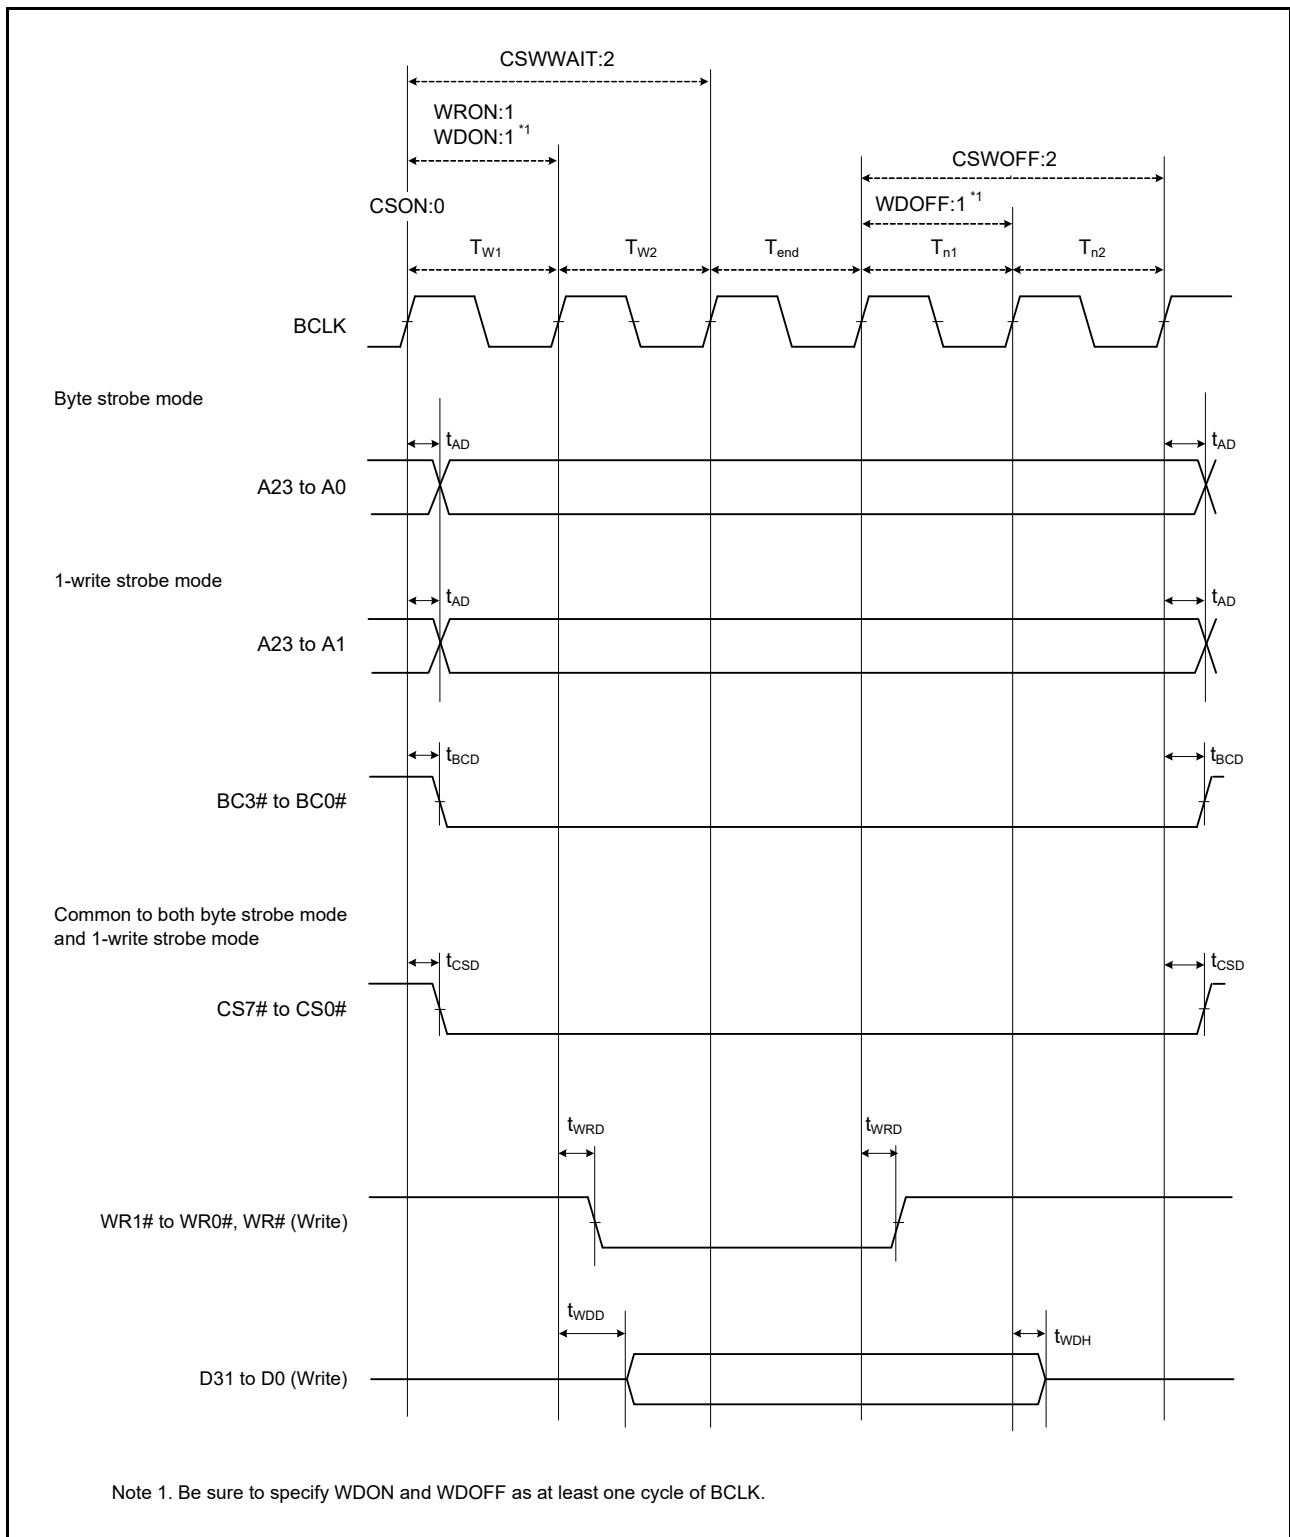 CSWWAIT:2
WRON:1
WDON:1 *1
CSWOFF:2
CSON:0
WDOFF:1 *1
TW1 TW2 Tend Tn1 Tn2
BCLK
Byte strobe mode
tAD tAD
A23 to A0
1-write strobe mode
tAD tAD
A23 to A1
tBCD tBCD
BC3# to BC0#
Common to both byte strobe mode
and 1-write strobe mode
tCSD tCSD
CS7# to CS0#
tWRD tWRD
WR1# to WR0#, WR# (Write)
tWDD
tWDH
D31 to D0 (Write)
Note 1. Be sure to specify WDON and WDOFF as at least one cycle of BCLK.